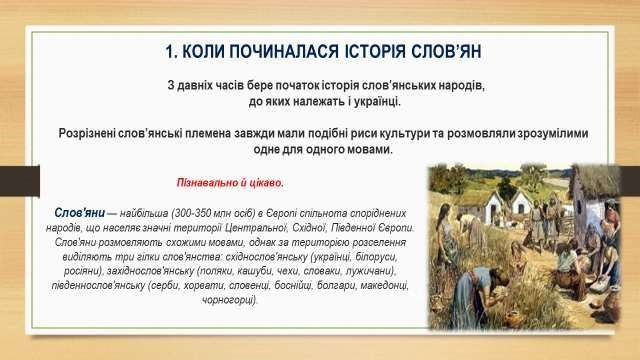 1. КОЛИ ПОЧИНАЛАСЯ ІСТОРІЯ СЛОВ'ЯН
З давніх часів бере початок історія слов'янських народів,
до яких належать і українці.
Розрізнені слов'янські племена завжди мали подібні риси культури та розмовляли зрозумілими
одне для одного мовами.
Пізнавально й цікаво.
Слов'яни — найбільша (300-350 млн осіб) в Європі спільнота споріднених
народів, що населяє значні території Центральної, Східної, Південної Європи.
Слов'яни розмовляють схожими мовами, однак за територією розселення
виділяють три гілки слов'янства: східнослов'янську (українці, білоруси,
росіяни), західнослов'янську (поляки, кашуби, чехи, словаки, лужичани),
південнослов'янську (серби, хорвати, словенці, боснійці, болгари, македонці,
чорногорці).